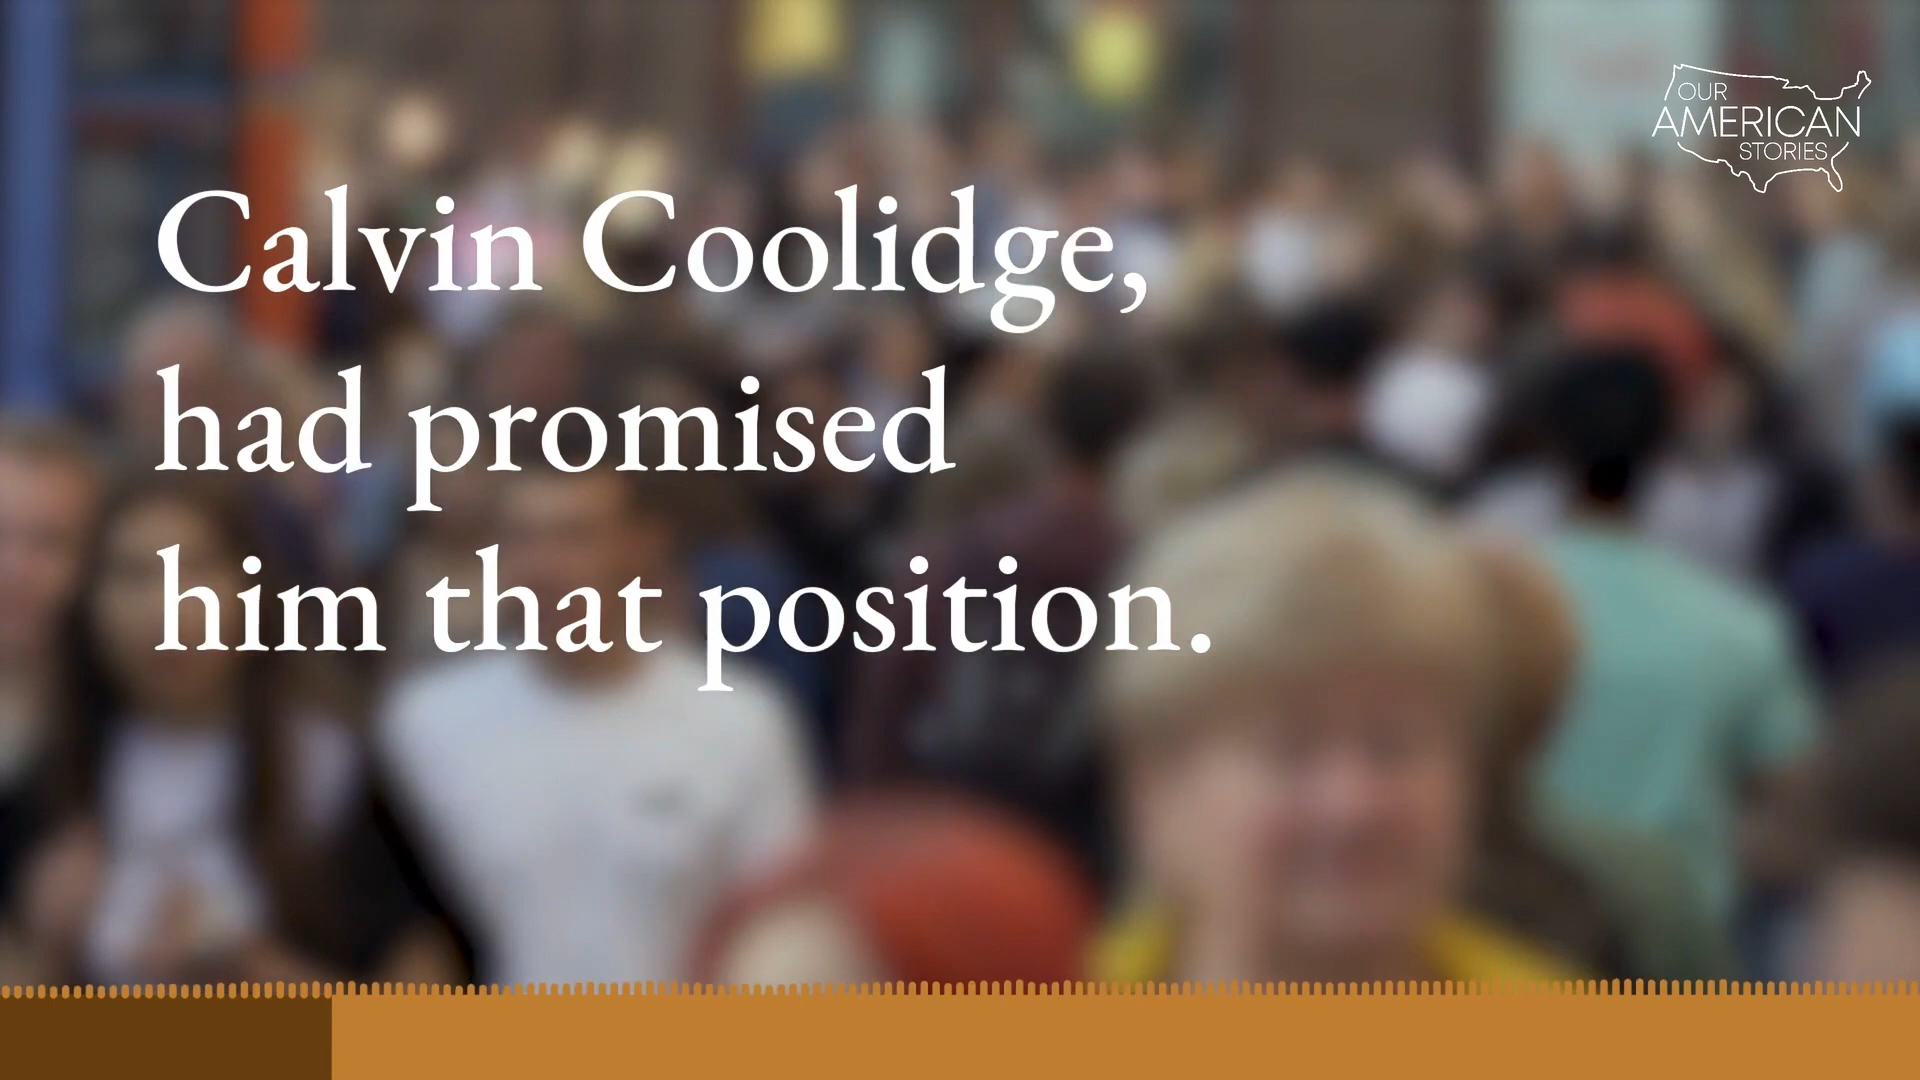 OUR
AMERICAN
STORIES
Calvin Coolidge,
had promised
him that position.